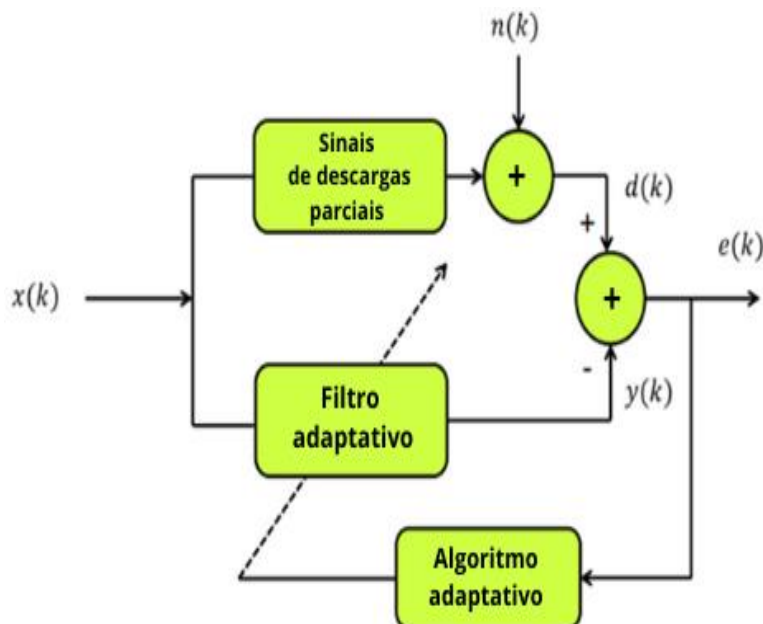 n(k)
Sinais
de descargas
parciais
+
d(k)
+
e(k)
x(k)
+
-
y(k)
Filtro
adaptativo
Algoritmo
adaptativo